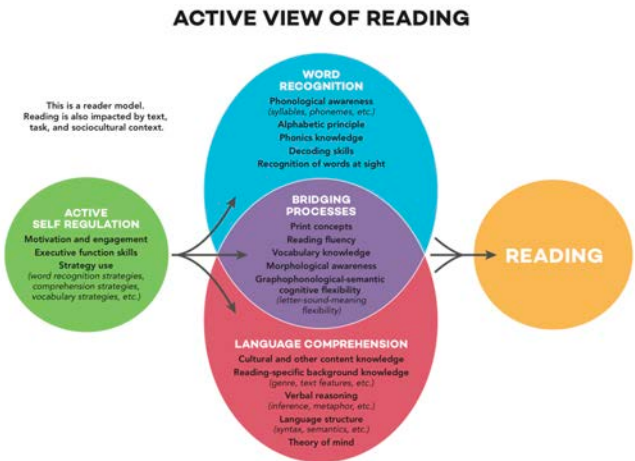 ACTIVE VIEW OF READING
This is a reader model.
Reading is also impacted by text,
task, and sociocultural context.
WORD
RECOGNITION
Phonological awareness
(syllables, phonemes, etc.)
Alphabetic principle
Phonics knowledge
Decoding skills
Recognition of words at sight
BRIDGING
PROCESSES
Print concepts
Reading fluency
Vocabulary knowledge
Morphological awareness
Graphophonological-semantic
cognitive flexibility
(letter-sound-meaning
flexibility)
ACTIVE
SELF REGULATION
Motivation and engagement
Executive function skills
Strategy use
(word recognition strategies,
comprehension strategies,
vocabulary strategies, etc.)
READING
LANGUAGE COMPREHENSION
Cultural and other content knowledge
Reading-specific background knowledge
(genre, text features, etc.)
Verbal reasoning
(inference, metaphor, etc.)
Language structure
(syntax, semantics, etc.)
Theory of mind